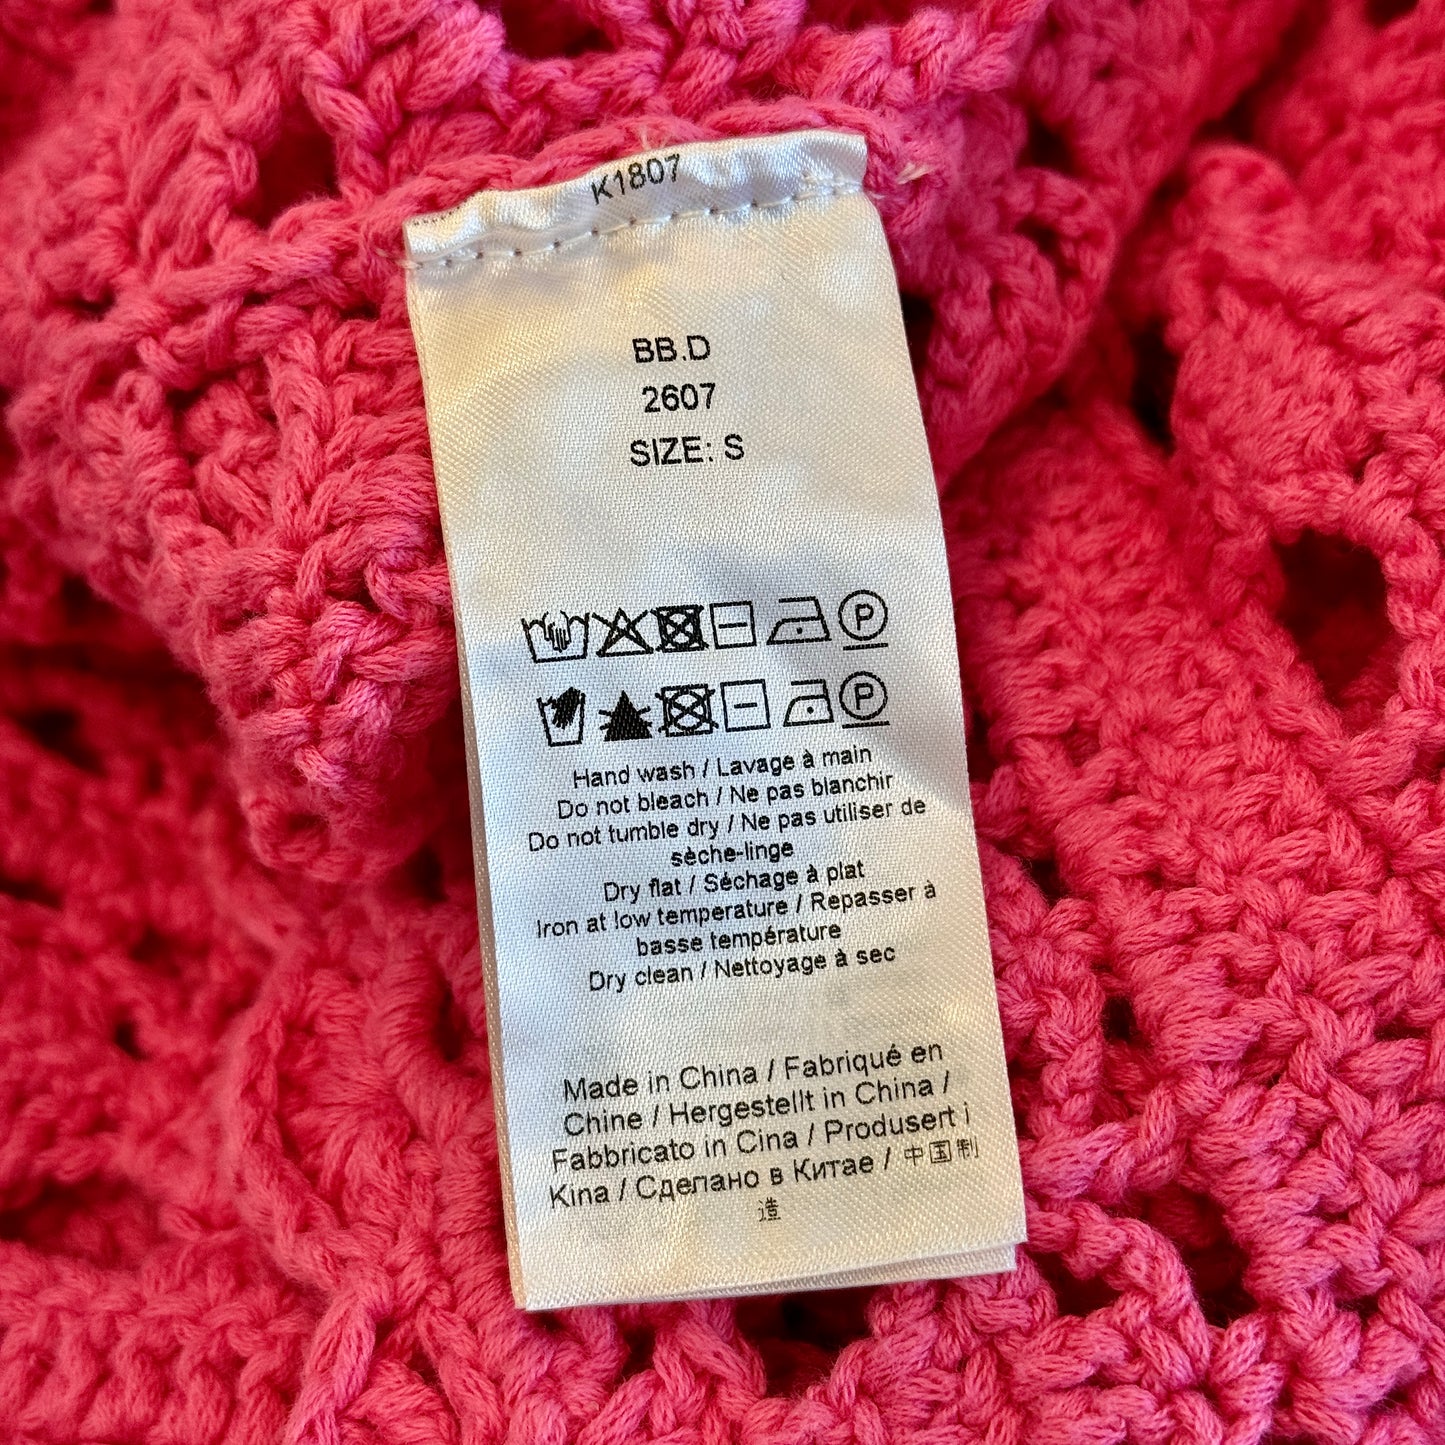 K1807
BB.D
2607
SIZE: S
P
P
Hand wash / Lavage à main
Do not bleach / Ne pas blanchir
Do not tumble dry / Ne pas utiliser de
sèche-linge
Dry flat / Séchage à plat
Iron at low temperature / Repasser à
basse température
Dry clean / Nettoyage à sec
Made in China / Fabriqué en
Chine / Hergestellt in China /
Fabbricato in Cina / Produsert i
Kina / Сделано в Китае / 中国制
造